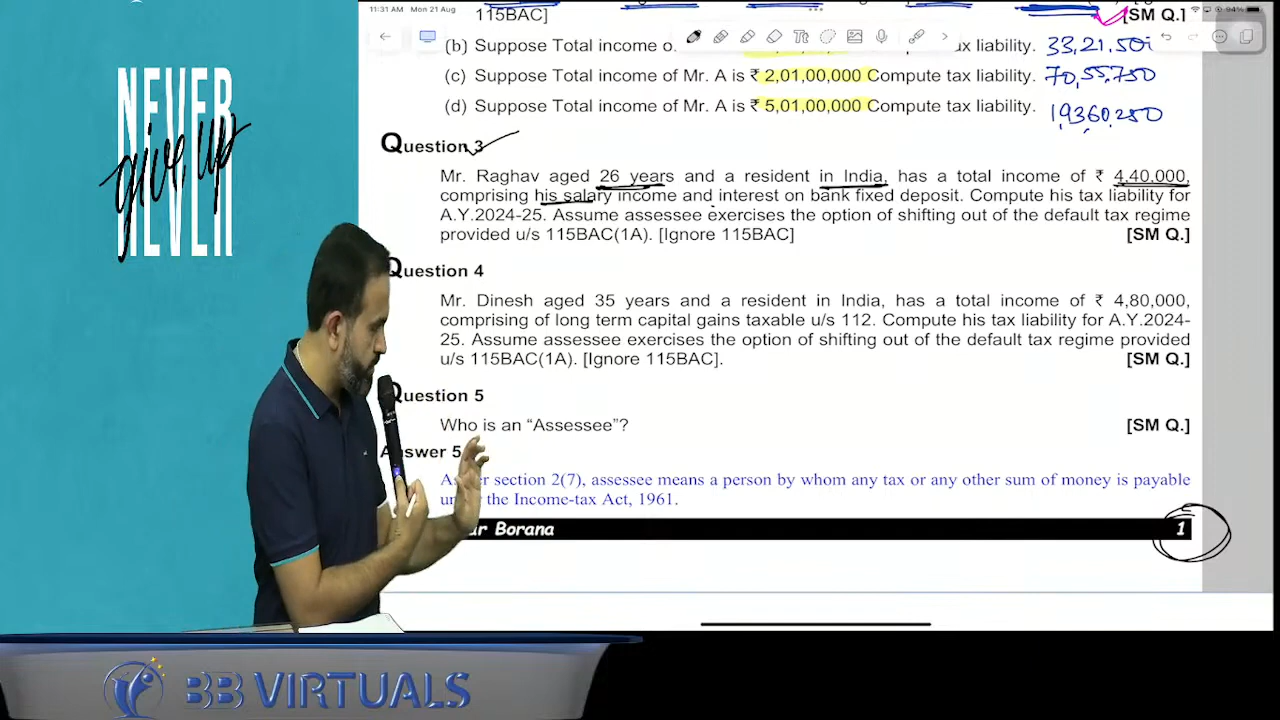 11:31 AM Mon 21 Aug
94%
115BAC]
[SM Q.]
(b) Suppose Total income o
ax liability. 33,21,50
(c) Suppose Total income of Mr. A is ₹ 2,01,00,000 Compute tax liability. 70,55,750
(d) Suppose Total income of Mr. A is ₹ 5,01,00,000 Compute tax liability. 19360,250
Question 3
Mr. Raghav aged 26 years and a resident in India, has a total income of ₹ 4,40,000,
comprising his salary income and interest on bank fixed deposit. Compute his tax liability for
A.Y.2024-25. Assume assessee exercises the option of shifting out of the default tax regime
provided u/s 115BAC(1A). [Ignore 115BAC] [SM Q.]
Question 4
Mr. Dinesh aged 35 years and a resident in India, has a total income of ₹ 4,80,000,
comprising of long term capital gains taxable u/s 112. Compute his tax liability for A.Y.2024-
25. Assume assessee exercises the option of shifting out of the default tax regime provided
u/s 115BAC(1A). [Ignore 115BAC]. [SM Q.]
Question 5
Who is an “Assessee”? [SM Q.]
Answer 5
As per section 2(7), assessee means a person by whom any tax or any other sum of money is payable
under the Income-tax Act, 1961.
ar Borana 1
NEVER
give up
NEVER
BB VIRTUALS